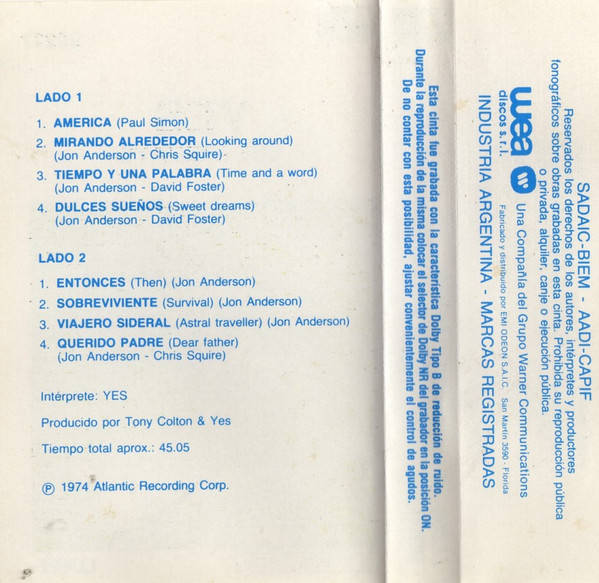 LADO 1
1. AMERICA (Paul Simon)
2. MIRANDO ALREDEDOR (Looking around)
(Jon Anderson - Chris Squire)-
3. TIEMPO Y UNA PALABRA (Time and a word)
(Jon Anderson - David Foster)
4. DULCES SUEÑOS (Sweet dreams)
(Jon Anderson - David Foster)
LADO 2
1. ENTONCES (Then) (Jon Anderson)
2. SOBREVIVIENTE (Survival) (Jon Anderson)
3. VIAJERO SIDERAL (Astral traveller) (Jon Anderson)
4. QUERIDO PADRE (Dear father)
(Jon Anderson - Chris Squire)
Intérprete: YES
Producido por Tony Colton & Yes
Tiempo total aprox.: 45.05
℗ 1974 Atlantic Recording Corp.
Esta cinta fue grabada con la característica Dolby Tipo B de reducción de ruido.
Durante la reproducción de la misma colocar el selector de Dolby NR del grabador en la posición ON.
De no contar con esta posibilidad, ajustar convenientemente el control de agudos.
SADAIC-BIEM - AADI-CAPIF
Reservados los derechos de los autores, intérpretes y productores
fonográficos sobre obras grabadas en esta cinta. Prohibida su reproducción pública
o privada, alquiler, canje o ejecución pública.
wea
discos s.r.l.
Una Compañía del Grupo Warner Communications
Fabricado y distribuido por EMI ODEON S.A.I.C. San Martín 3590 - Florida
INDUSTRIA ARGENTINA - MARCAS REGISTRADAS